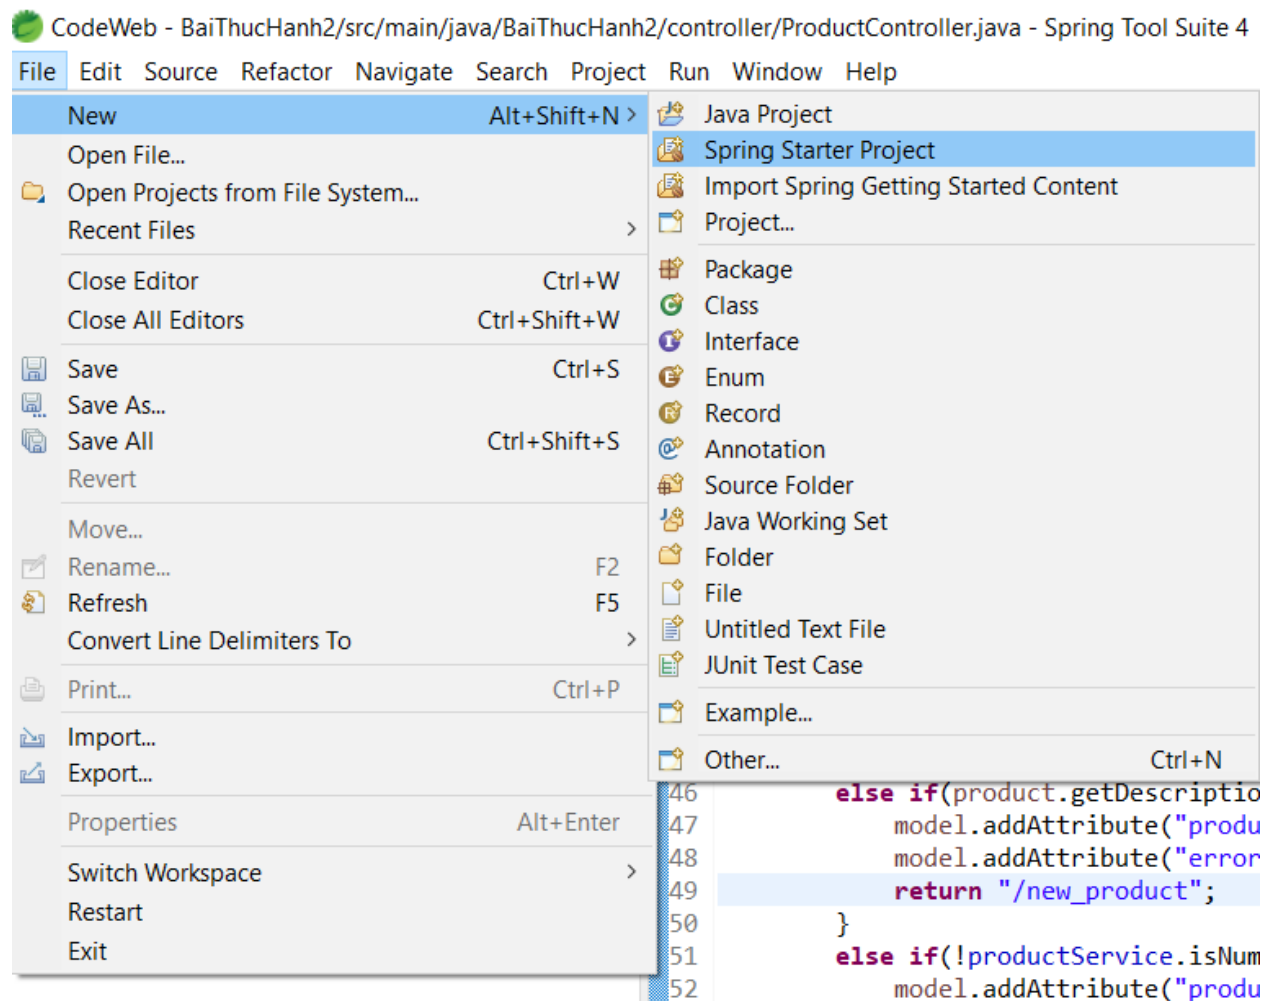 CodeWeb - BaiThucHanh2/src/main/java/BaiThucHanh2/controller/ProductController.java - Spring Tool Suite 4
File Edit Source Refactor Navigate Search Project Run Window Help
New Alt+Shift+N >
Open File...
Open Projects from File System...
Recent Files >
Close Editor Ctrl+W
Close All Editors Ctrl+Shift+W
Save Ctrl+S
Save As...
Save All Ctrl+Shift+S
Revert
Move...
Rename... F2
Refresh F5
Convert Line Delimiters To >
Print... Ctrl+P
Import...
Export...
Properties Alt+Enter
Switch Workspace >
Restart
Exit
Java Project
Spring Starter Project
Import Spring Getting Started Content
Project...
Package
Class
Interface
Enum
Record
Annotation
Source Folder
Java Working Set
Folder
File
Untitled Text File
JUnit Test Case
Example...
Other... Ctrl+N
46 else if(product.getDescriptio
47 model.addAttribute("produ
48 model.addAttribute("error
49 return "/new_product";
50 }
51 else if(!productService.isNum
52 model.addAttribute("produ